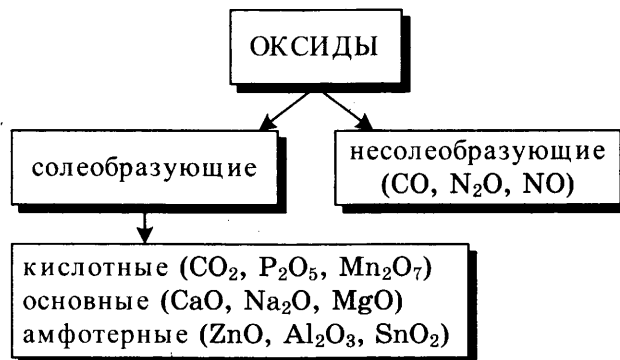 ОКСИДЫ
солеобразующие
несолеобразующие
(CO, N₂O, NO)
кислотные (CO₂, P₂O₅, Mn₂O₇)
основные (CaO, Na₂O, MgO)
амфотерные (ZnO, Al₂O₃, SnO₂)